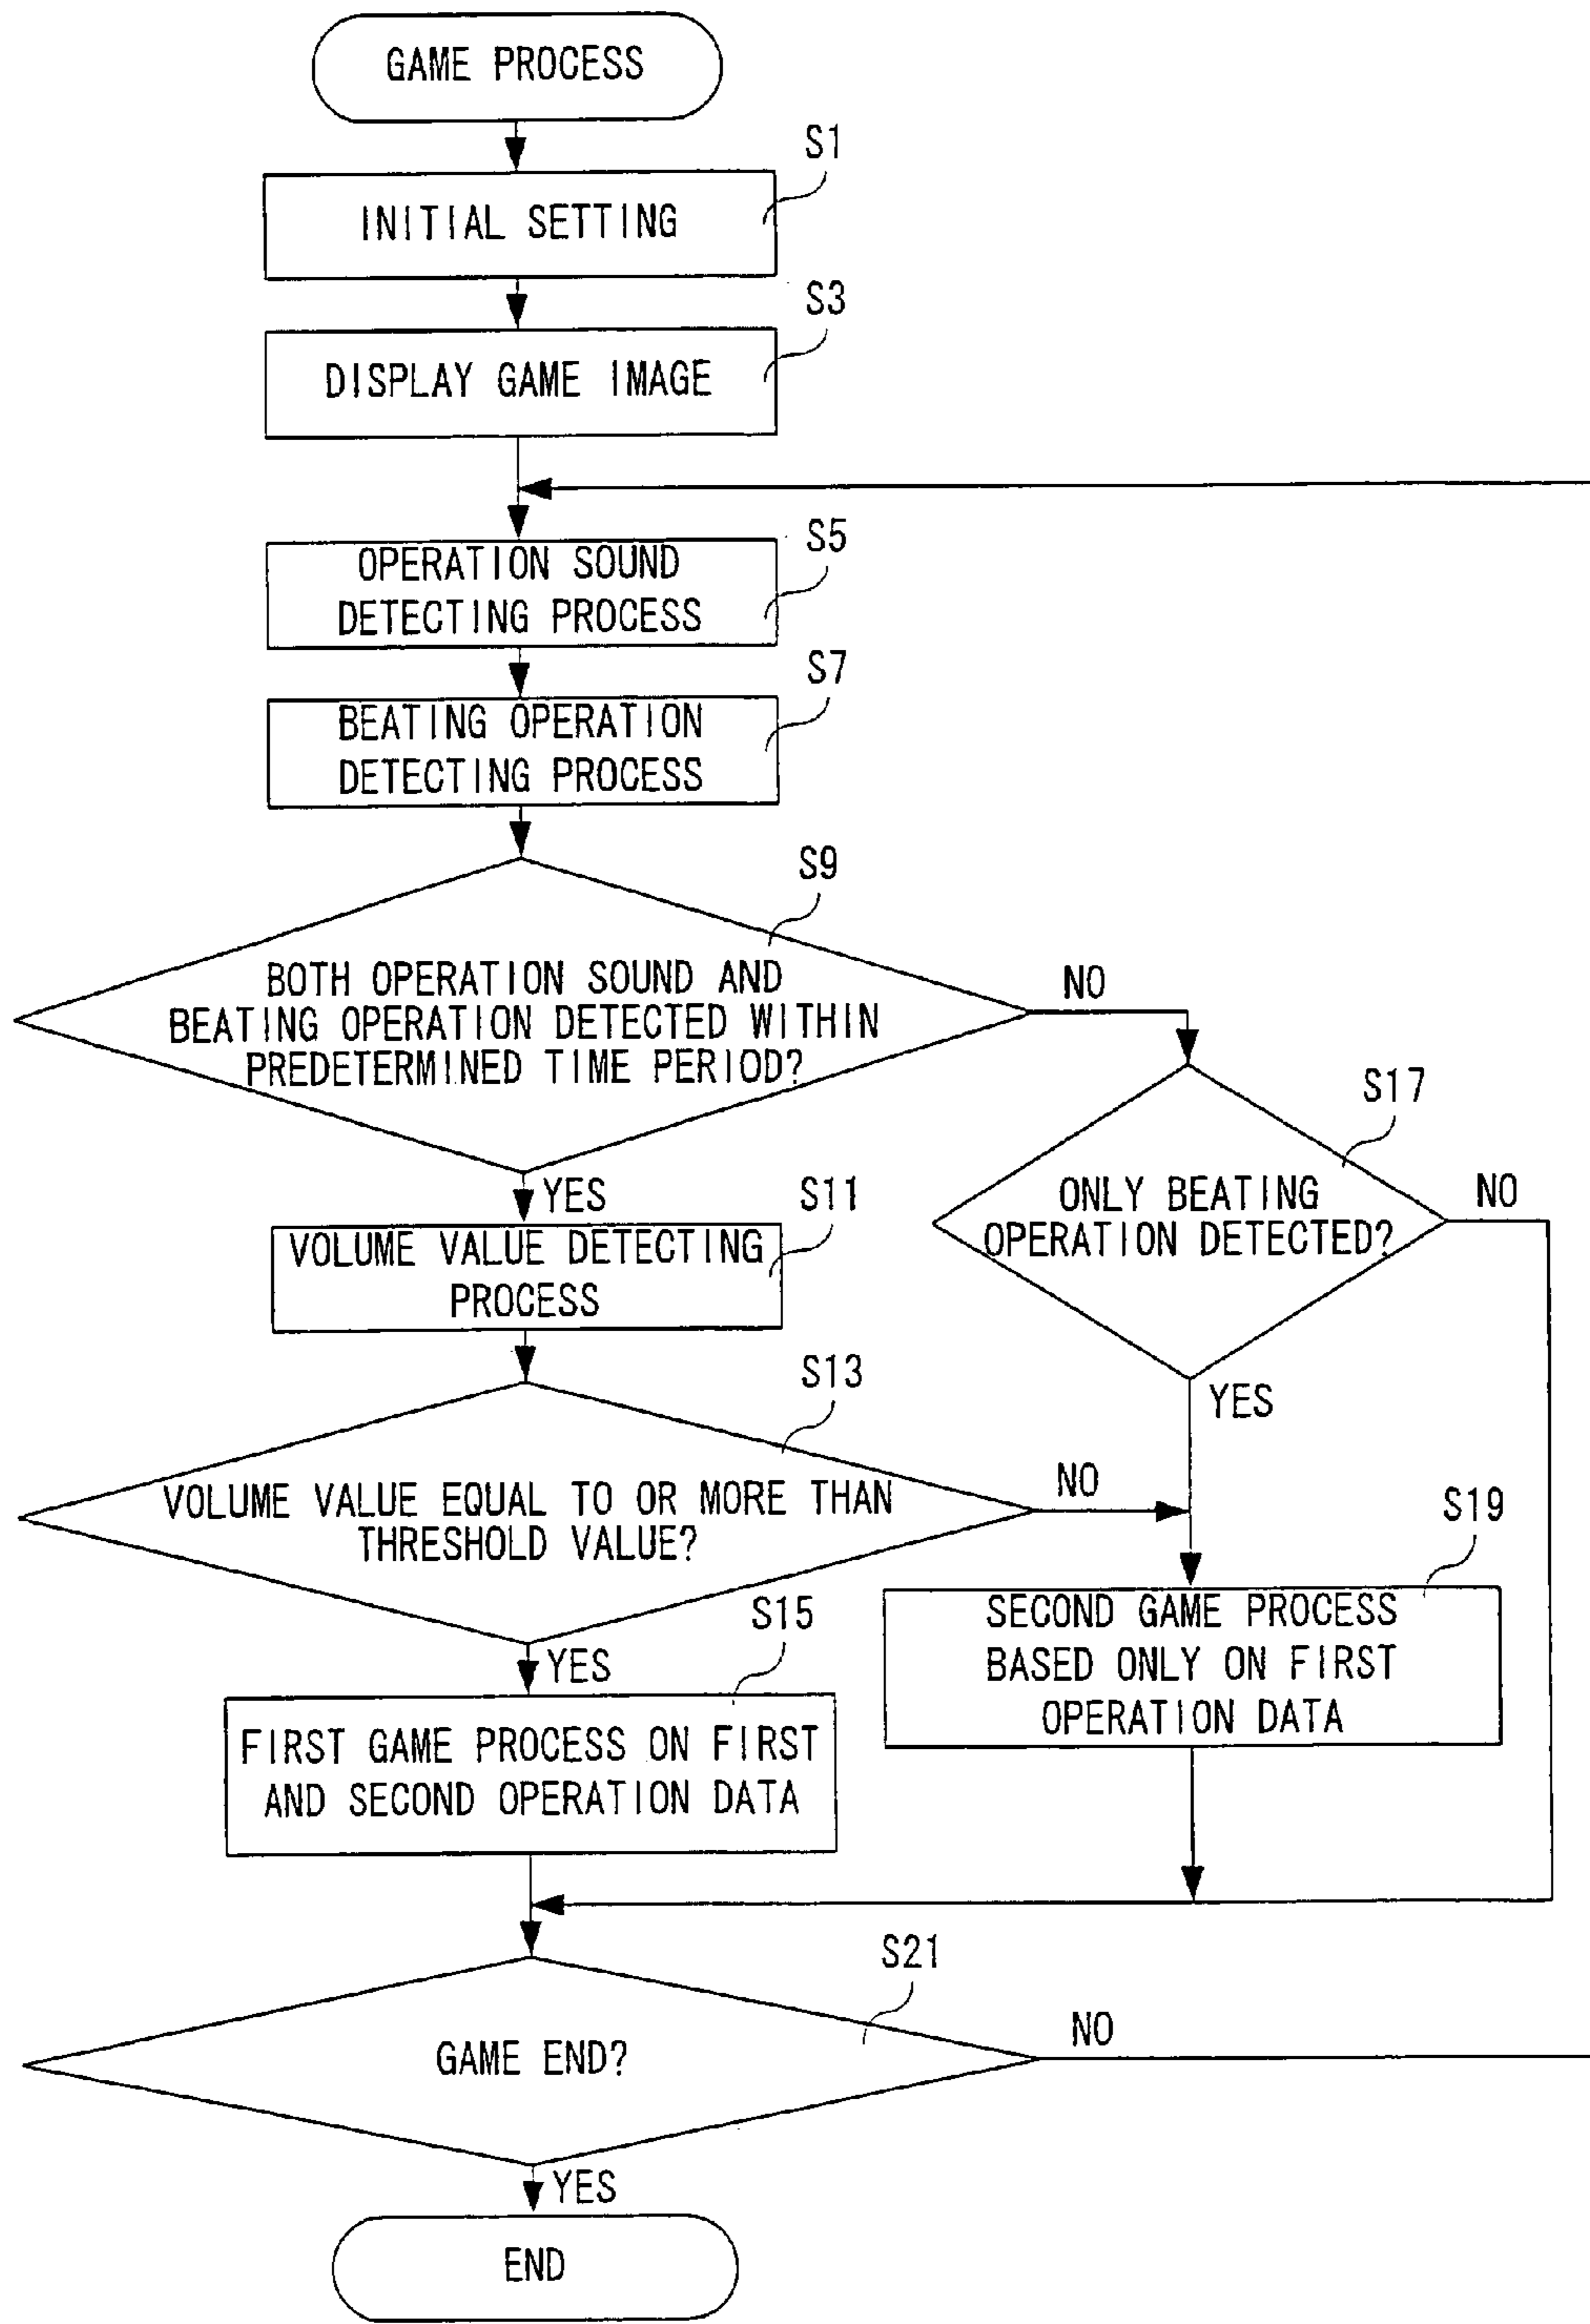 GAME PROCESS
S1
INITIAL SETTING
S3
DISPLAY GAME IMAGE
S5
OPERATION SOUND
DETECTING PROCESS
S7
BEATING OPERATION
DETECTING PROCESS
S9
BOTH OPERATION SOUND AND
BEATING OPERATION DETECTED WITHIN
PREDETERMINED TIME PERIOD?
NO
YES
S17
ONLY BEATING
OPERATION DETECTED?
NO
YES
S11
VOLUME VALUE DETECTING
PROCESS
S13
VOLUME VALUE EQUAL TO OR MORE THAN
THRESHOLD VALUE?
NO
YES
S19
SECOND GAME PROCESS
BASED ONLY ON FIRST
OPERATION DATA
S15
FIRST GAME PROCESS ON FIRST
AND SECOND OPERATION DATA
S21
GAME END?
NO
YES
END